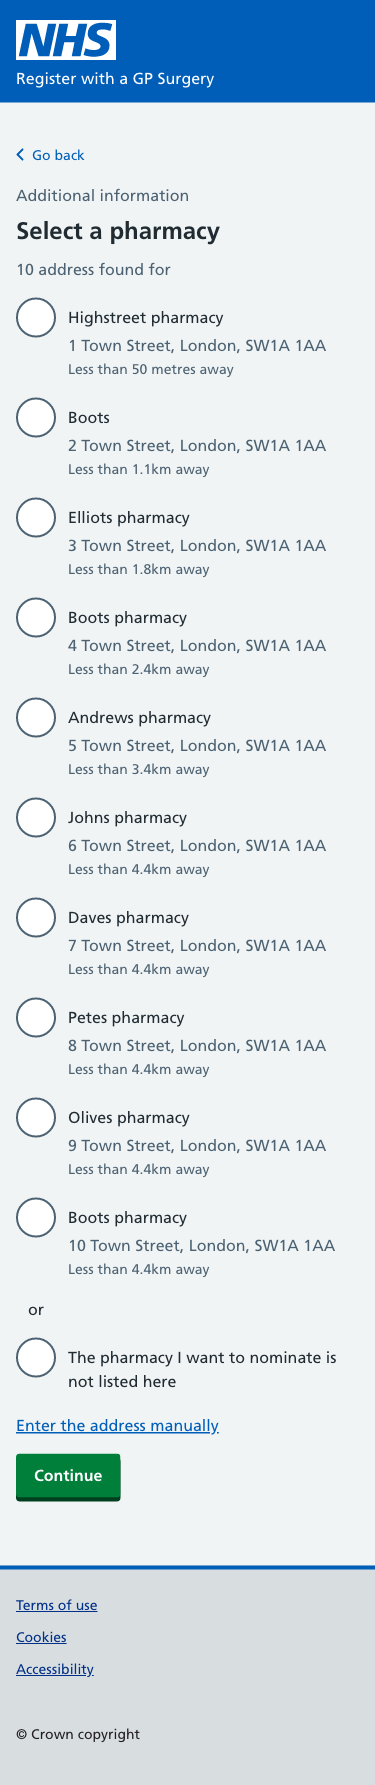 NHS
Register with a GP Surgery
Go back
Additional information
Select a pharmacy
10 address found for
Highstreet pharmacy
1 Town Street, London, SW1A 1AA
Less than 50 metres away
Boots
2 Town Street, London, SW1A 1AA
Less than 1.1km away
Elliots pharmacy
3 Town Street, London, SW1A 1AA
Less than 1.8km away
Boots pharmacy
4 Town Street, London, SW1A 1AA
Less than 2.4km away
Andrews pharmacy
5 Town Street, London, SW1A 1AA
Less than 3.4km away
Johns pharmacy
6 Town Street, London, SW1A 1AA
Less than 4.4km away
Daves pharmacy
7 Town Street, London, SW1A 1AA
Less than 4.4km away
Petes pharmacy
8 Town Street, London, SW1A 1AA
Less than 4.4km away
Olives pharmacy
9 Town Street, London, SW1A 1AA
Less than 4.4km away
Boots pharmacy
10 Town Street, London, SW1A 1AA
Less than 4.4km away
or
The pharmacy I want to nominate is
not listed here
Enter the address manually
Continue
Terms of use
Cookies
Accessibility
© Crown copyright